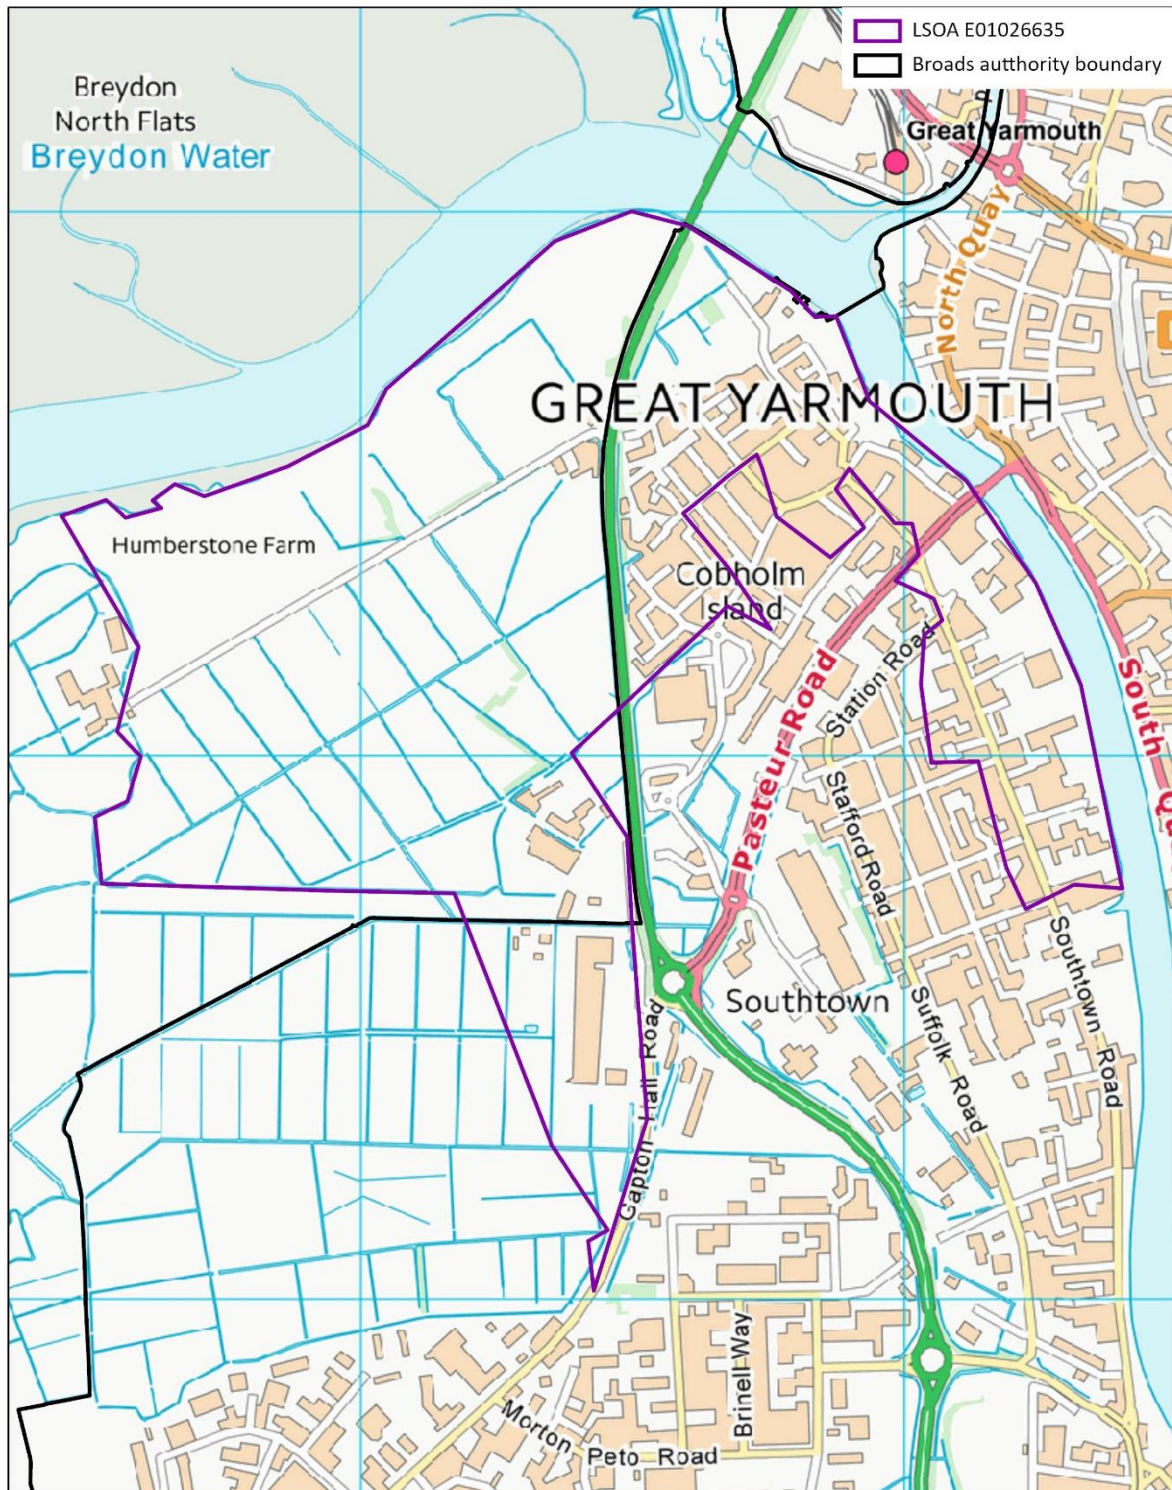 LSOA E01026635
Broads autthority boundary
Breydon
North Flats
Breydon Water
Great Yarmouth
North Quay
GREAT YARMOUTH
Humberstone Farm
Cobholm
Island
Station Road
Pasteur Road
South
Stafford Road
Southtown
Southtown Road
Suffolk Road
Gapton Hall Road
Brinell Way
Morton
Peto Road